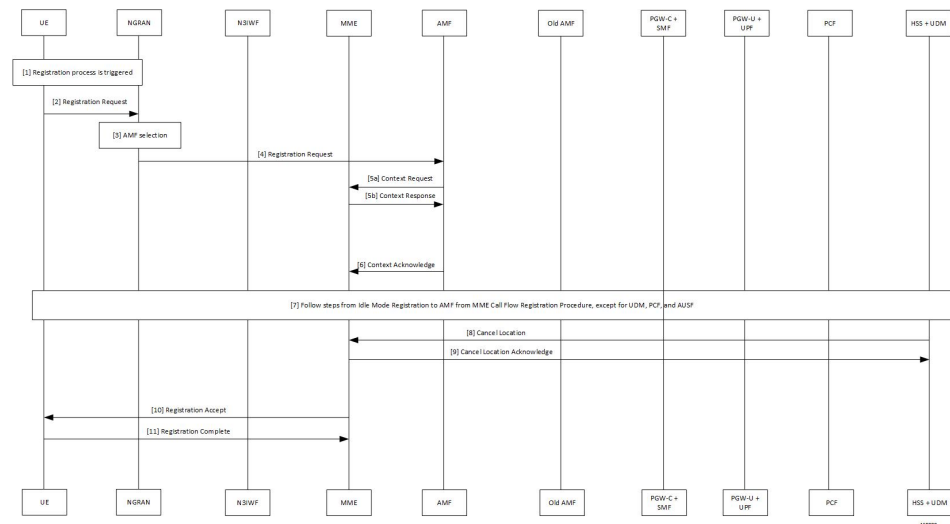 UE
NGRAN
N3IWF
MME
AMF
Old AMF
PGW-C +
SMF
PGW-U +
UPF
PCF
HSS + UDM
[1] Registration process is triggered
[2] Registration Request
[3] AMF selection
[4] Registration Request
[5a] Context Request
[5b] Context Response
[6] Context Acknowledge
[7] Follow steps from Idle Mode Registration to AMF from MME Call Flow Registration Procedure, except for UDM, PCF, and AUSF
[8] Cancel Location
[9] Cancel Location Acknowledge
[10] Registration Accept
[11] Registration Complete
UE
NGRAN
N3IWF
MME
AMF
Old AMF
PGW-C +
SMF
PGW-U +
UPF
PCF
HSS + UDM